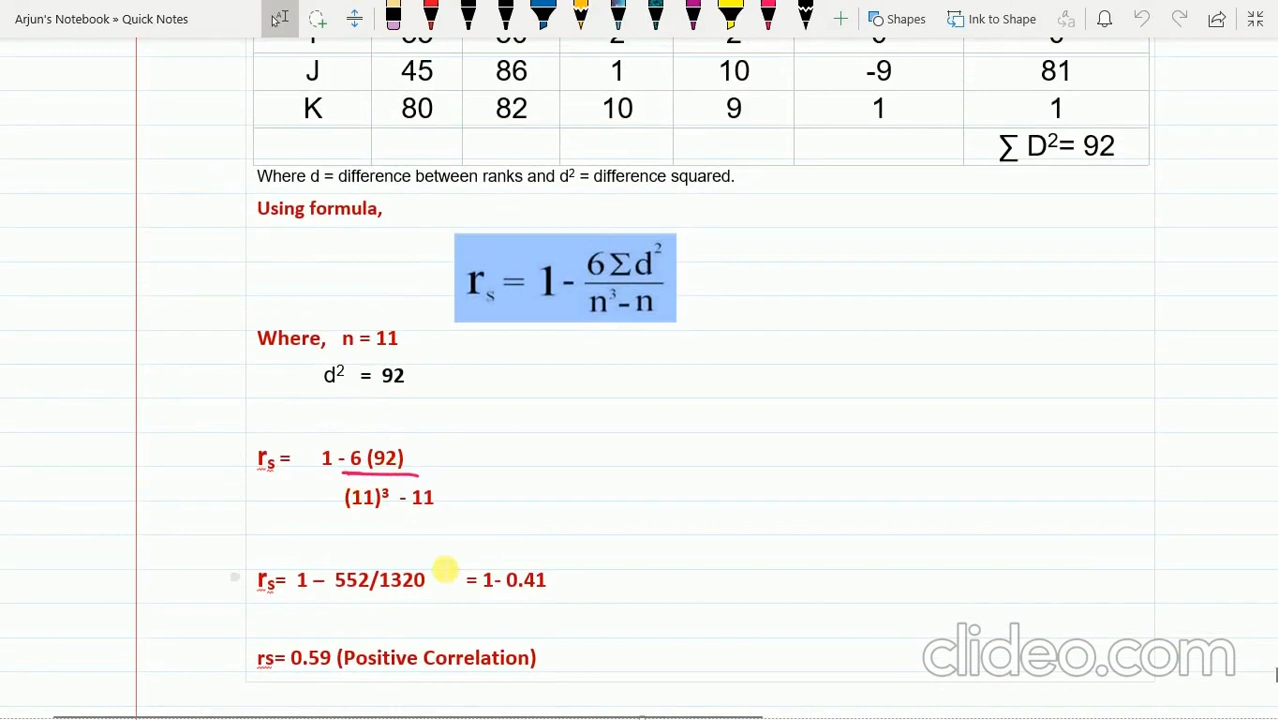 Arjun's Notebook » Quick Notes
Shapes
Ink to Shape
J 45 86 1 10 -9 81
K 80 82 10 9 1 1
∑ D²= 92
Where d = difference between ranks and d² = difference squared.
Using formula,
rₛ = 1 - 6Σd² / n³ - n
Where, n = 11
d² = 92
rₛ = 1 - 6 (92)
(11)³ - 11
rₛ= 1 – 552/1320 = 1- 0.41
rs= 0.59 (Positive Correlation)
clideo.com